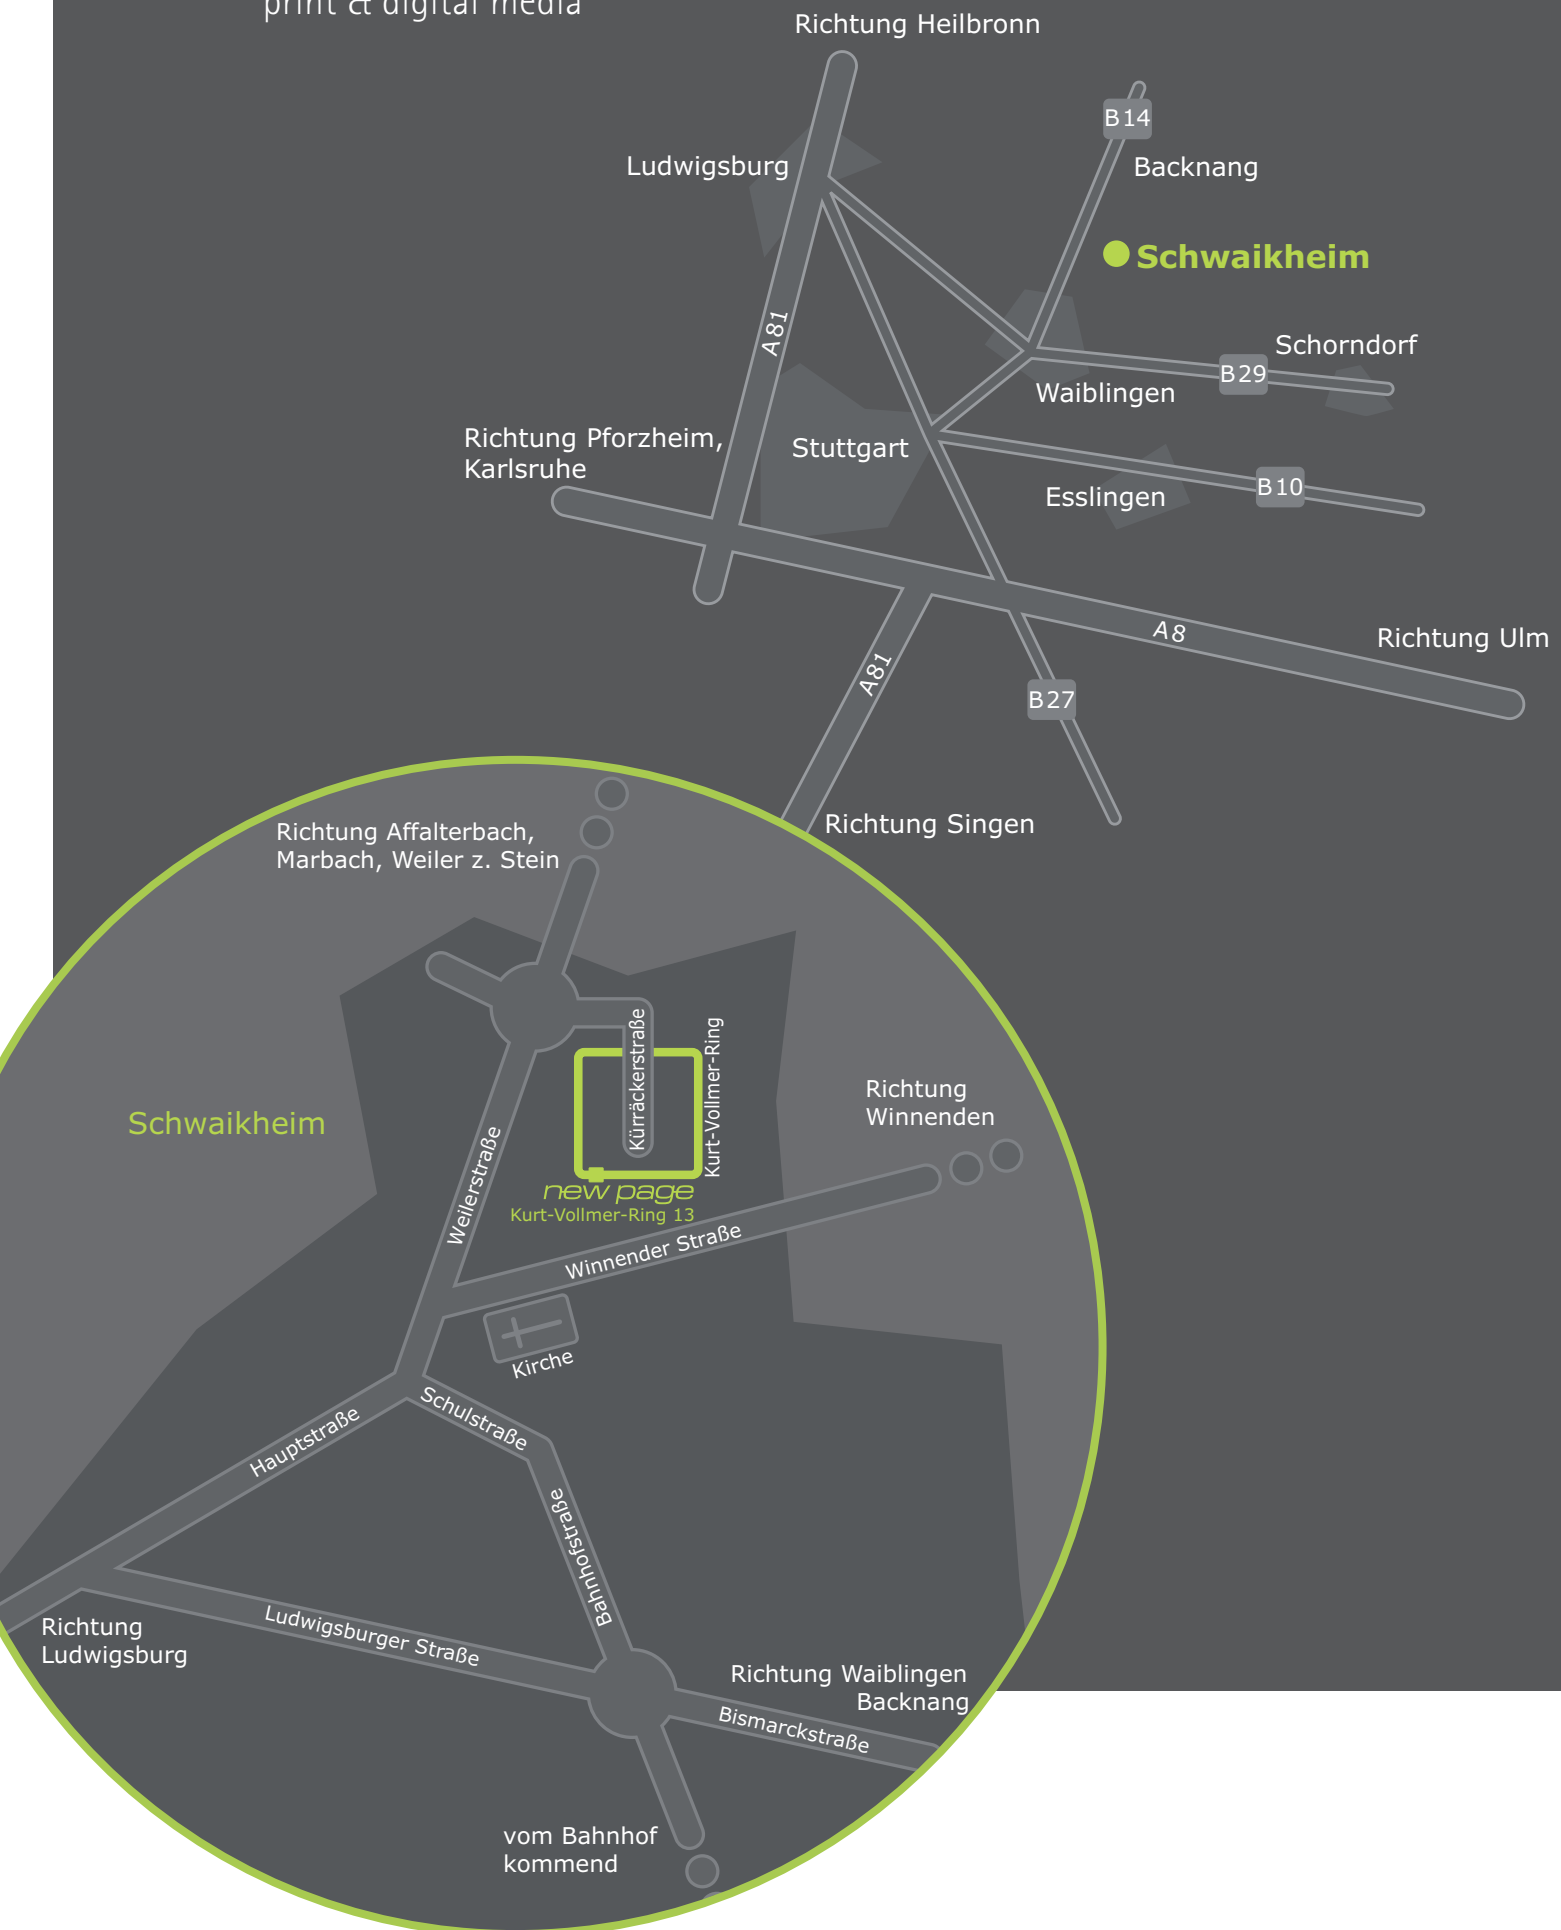 print & digital media
Richtung Heilbronn
B14
Ludwigsburg
Backnang
Schwaikheim
A81
Schorndorf
B29
Waiblingen
Richtung Pforzheim,
Karlsruhe
Stuttgart
Esslingen
B10
A8
Richtung Ulm
A81
B27
Richtung Singen
Richtung Affalterbach,
Marbach, Weiler z. Stein
Kürräckerstraße
Kurt-Vollmer-Ring
Richtung
Winnenden
Schwaikheim
Weilerstraße
new page
Kurt-Vollmer-Ring 13
Winnender Straße
Kirche
Schulstraße
Hauptstraße
Bahnhofstraße
Richtung
Ludwigsburg
Ludwigsburger Straße
Richtung Waiblingen
Backnang
Bismarckstraße
vom Bahnhof
kommend